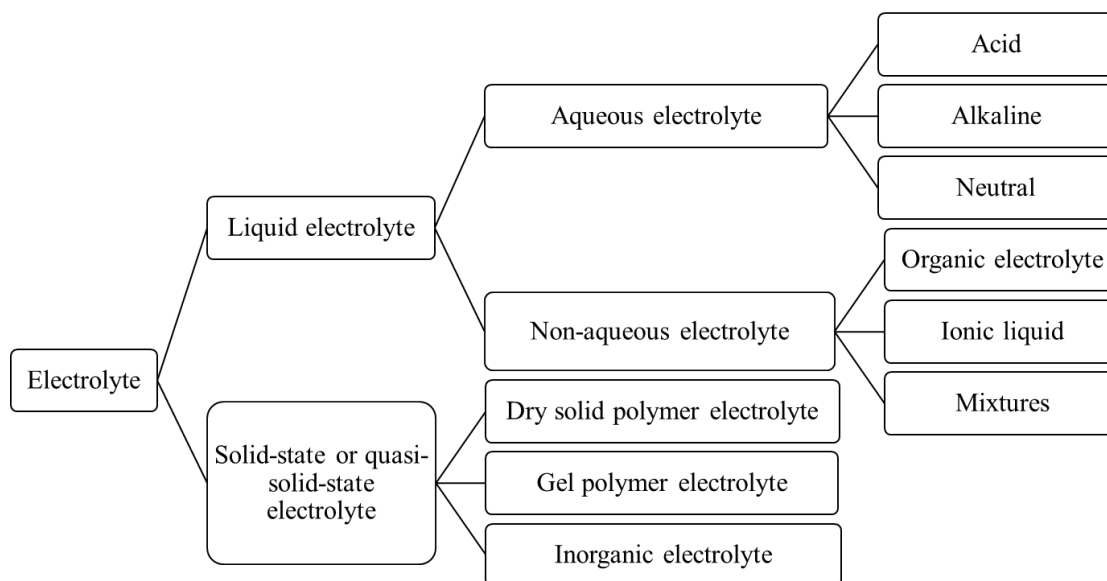 Electrolyte
Liquid electrolyte
Aqueous electrolyte
Acid
Alkaline
Neutral
Non-aqueous electrolyte
Organic electrolyte
Ionic liquid
Mixtures
Solid-state or quasi-
solid-state
electrolyte
Dry solid polymer electrolyte
Gel polymer electrolyte
Inorganic electrolyte